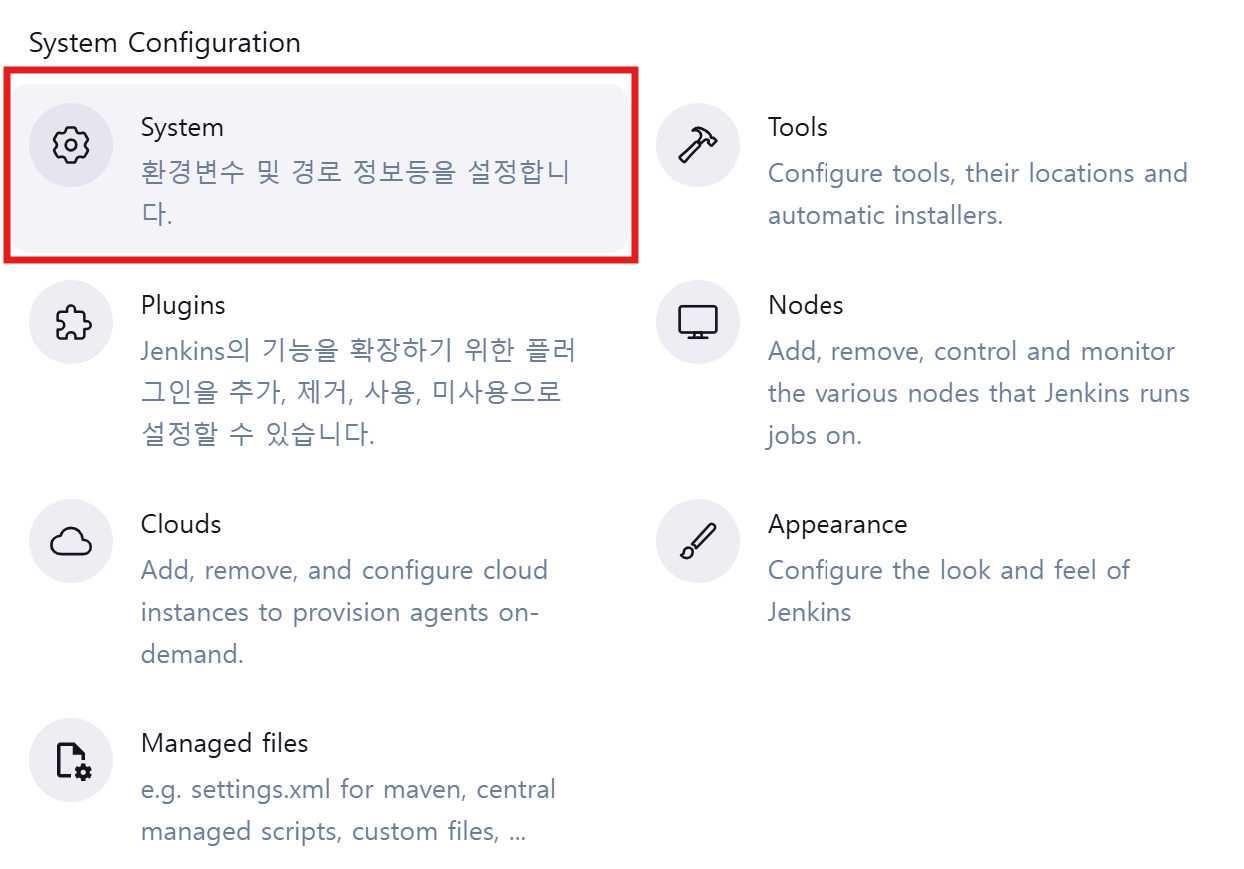 System Configuration
System
환경변수 및 경로 정보등을 설정합니
다.
Tools
Configure tools, their locations and
automatic installers.
Plugins
Jenkins의 기능을 확장하기 위한 플러
그인을 추가, 제거, 사용, 미사용으로
설정할 수 있습니다.
Nodes
Add, remove, control and monitor
the various nodes that Jenkins runs
jobs on.
Clouds
Add, remove, and configure cloud
instances to provision agents on-
demand.
Appearance
Configure the look and feel of
Jenkins
Managed files
e.g. settings.xml for maven, central
managed scripts, custom files, ...